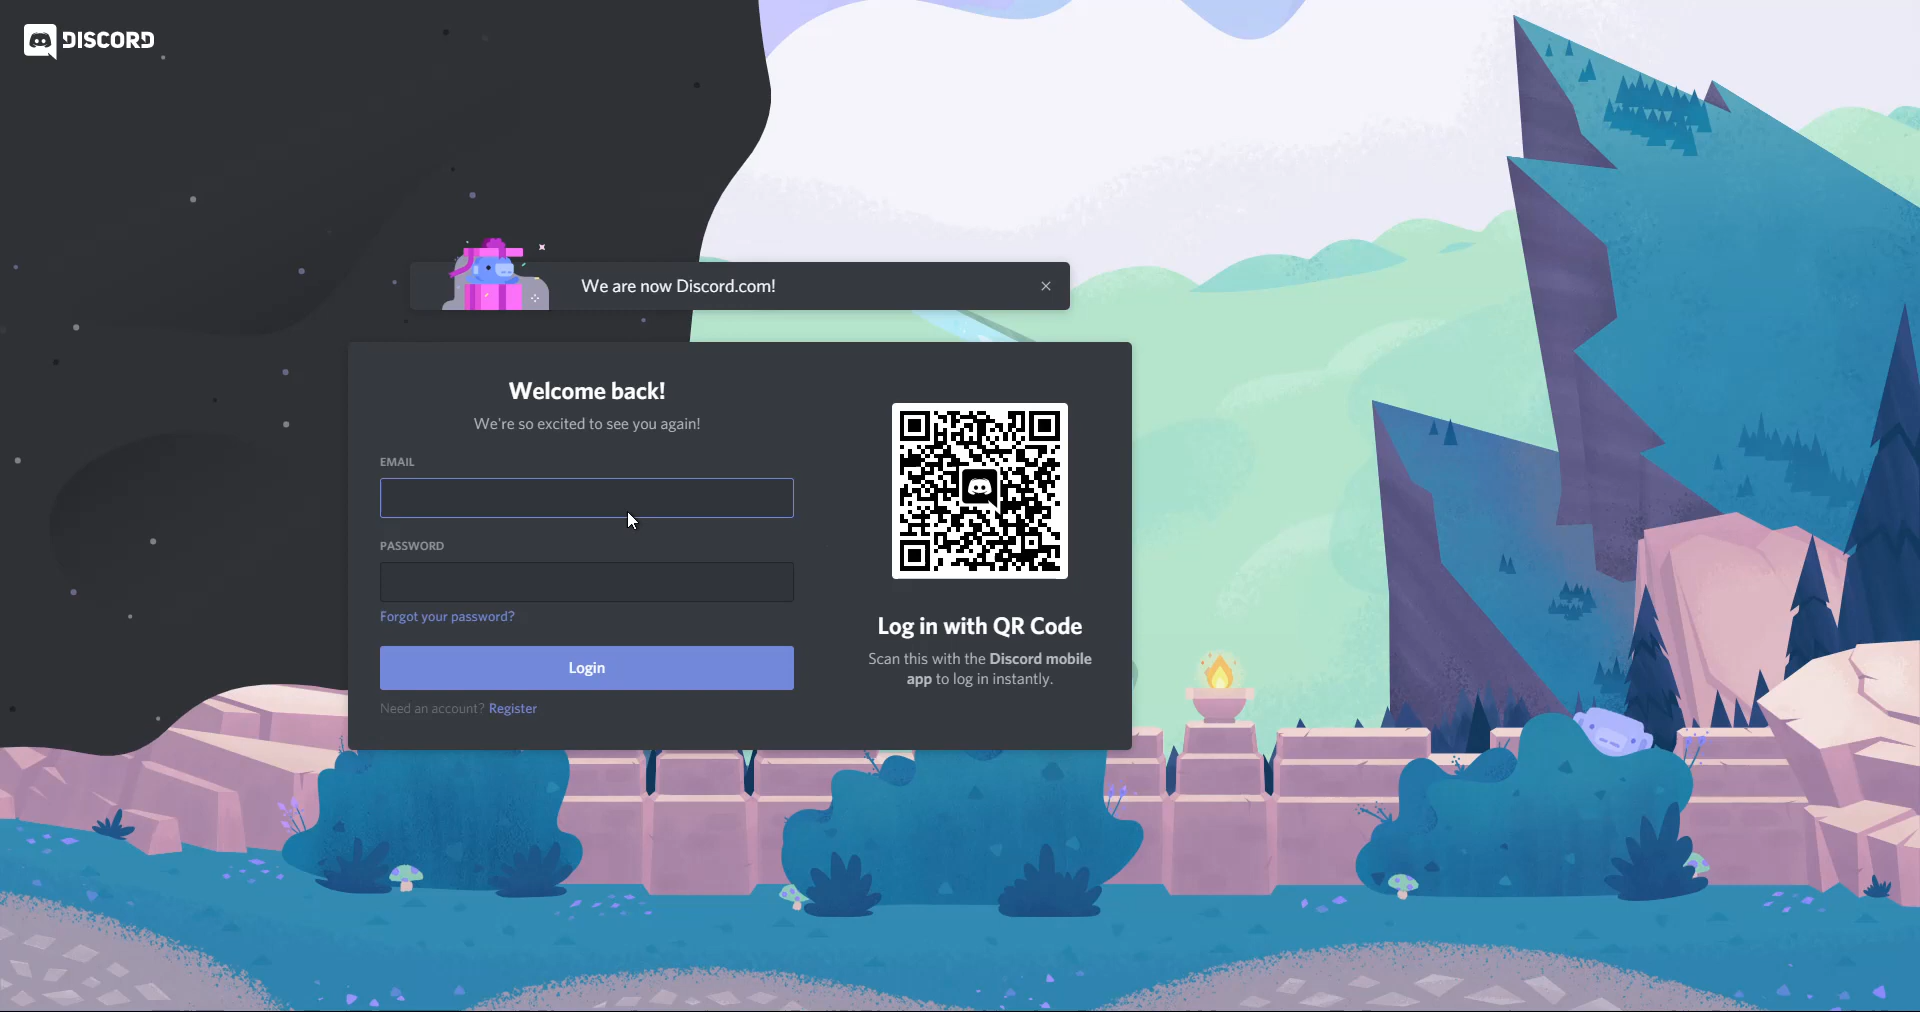 DISCORD
We are now Discord.com!
Welcome back!
We're so excited to see you again!
EMAIL
PASSWORD
Forgot your password?
Login
Need an account? Register
Log in with QR Code
Scan this with the Discord mobile
app to log in instantly.